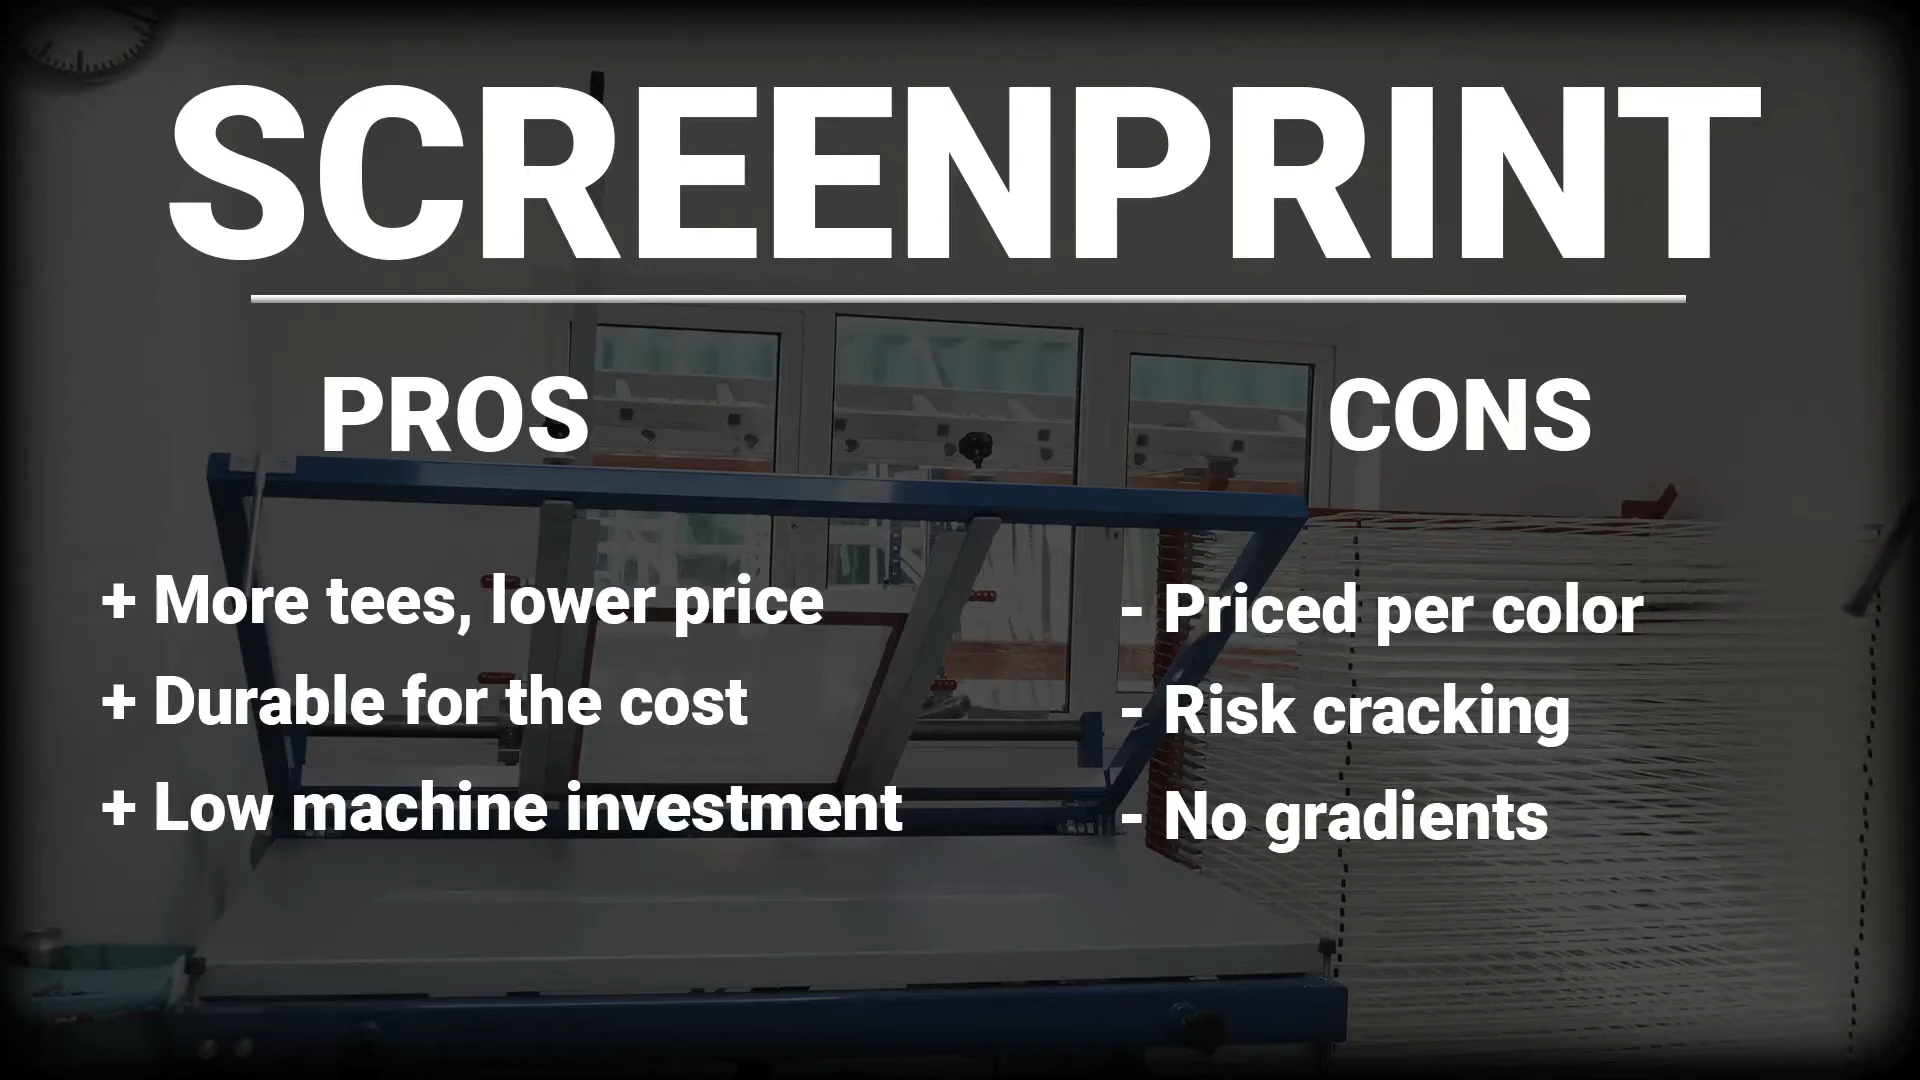 SCREENPRINT
PROS
+ More tees, lower price
+ Durable for the cost
+ Low machine investment
CONS
- Priced per color
- Risk cracking
- No gradients